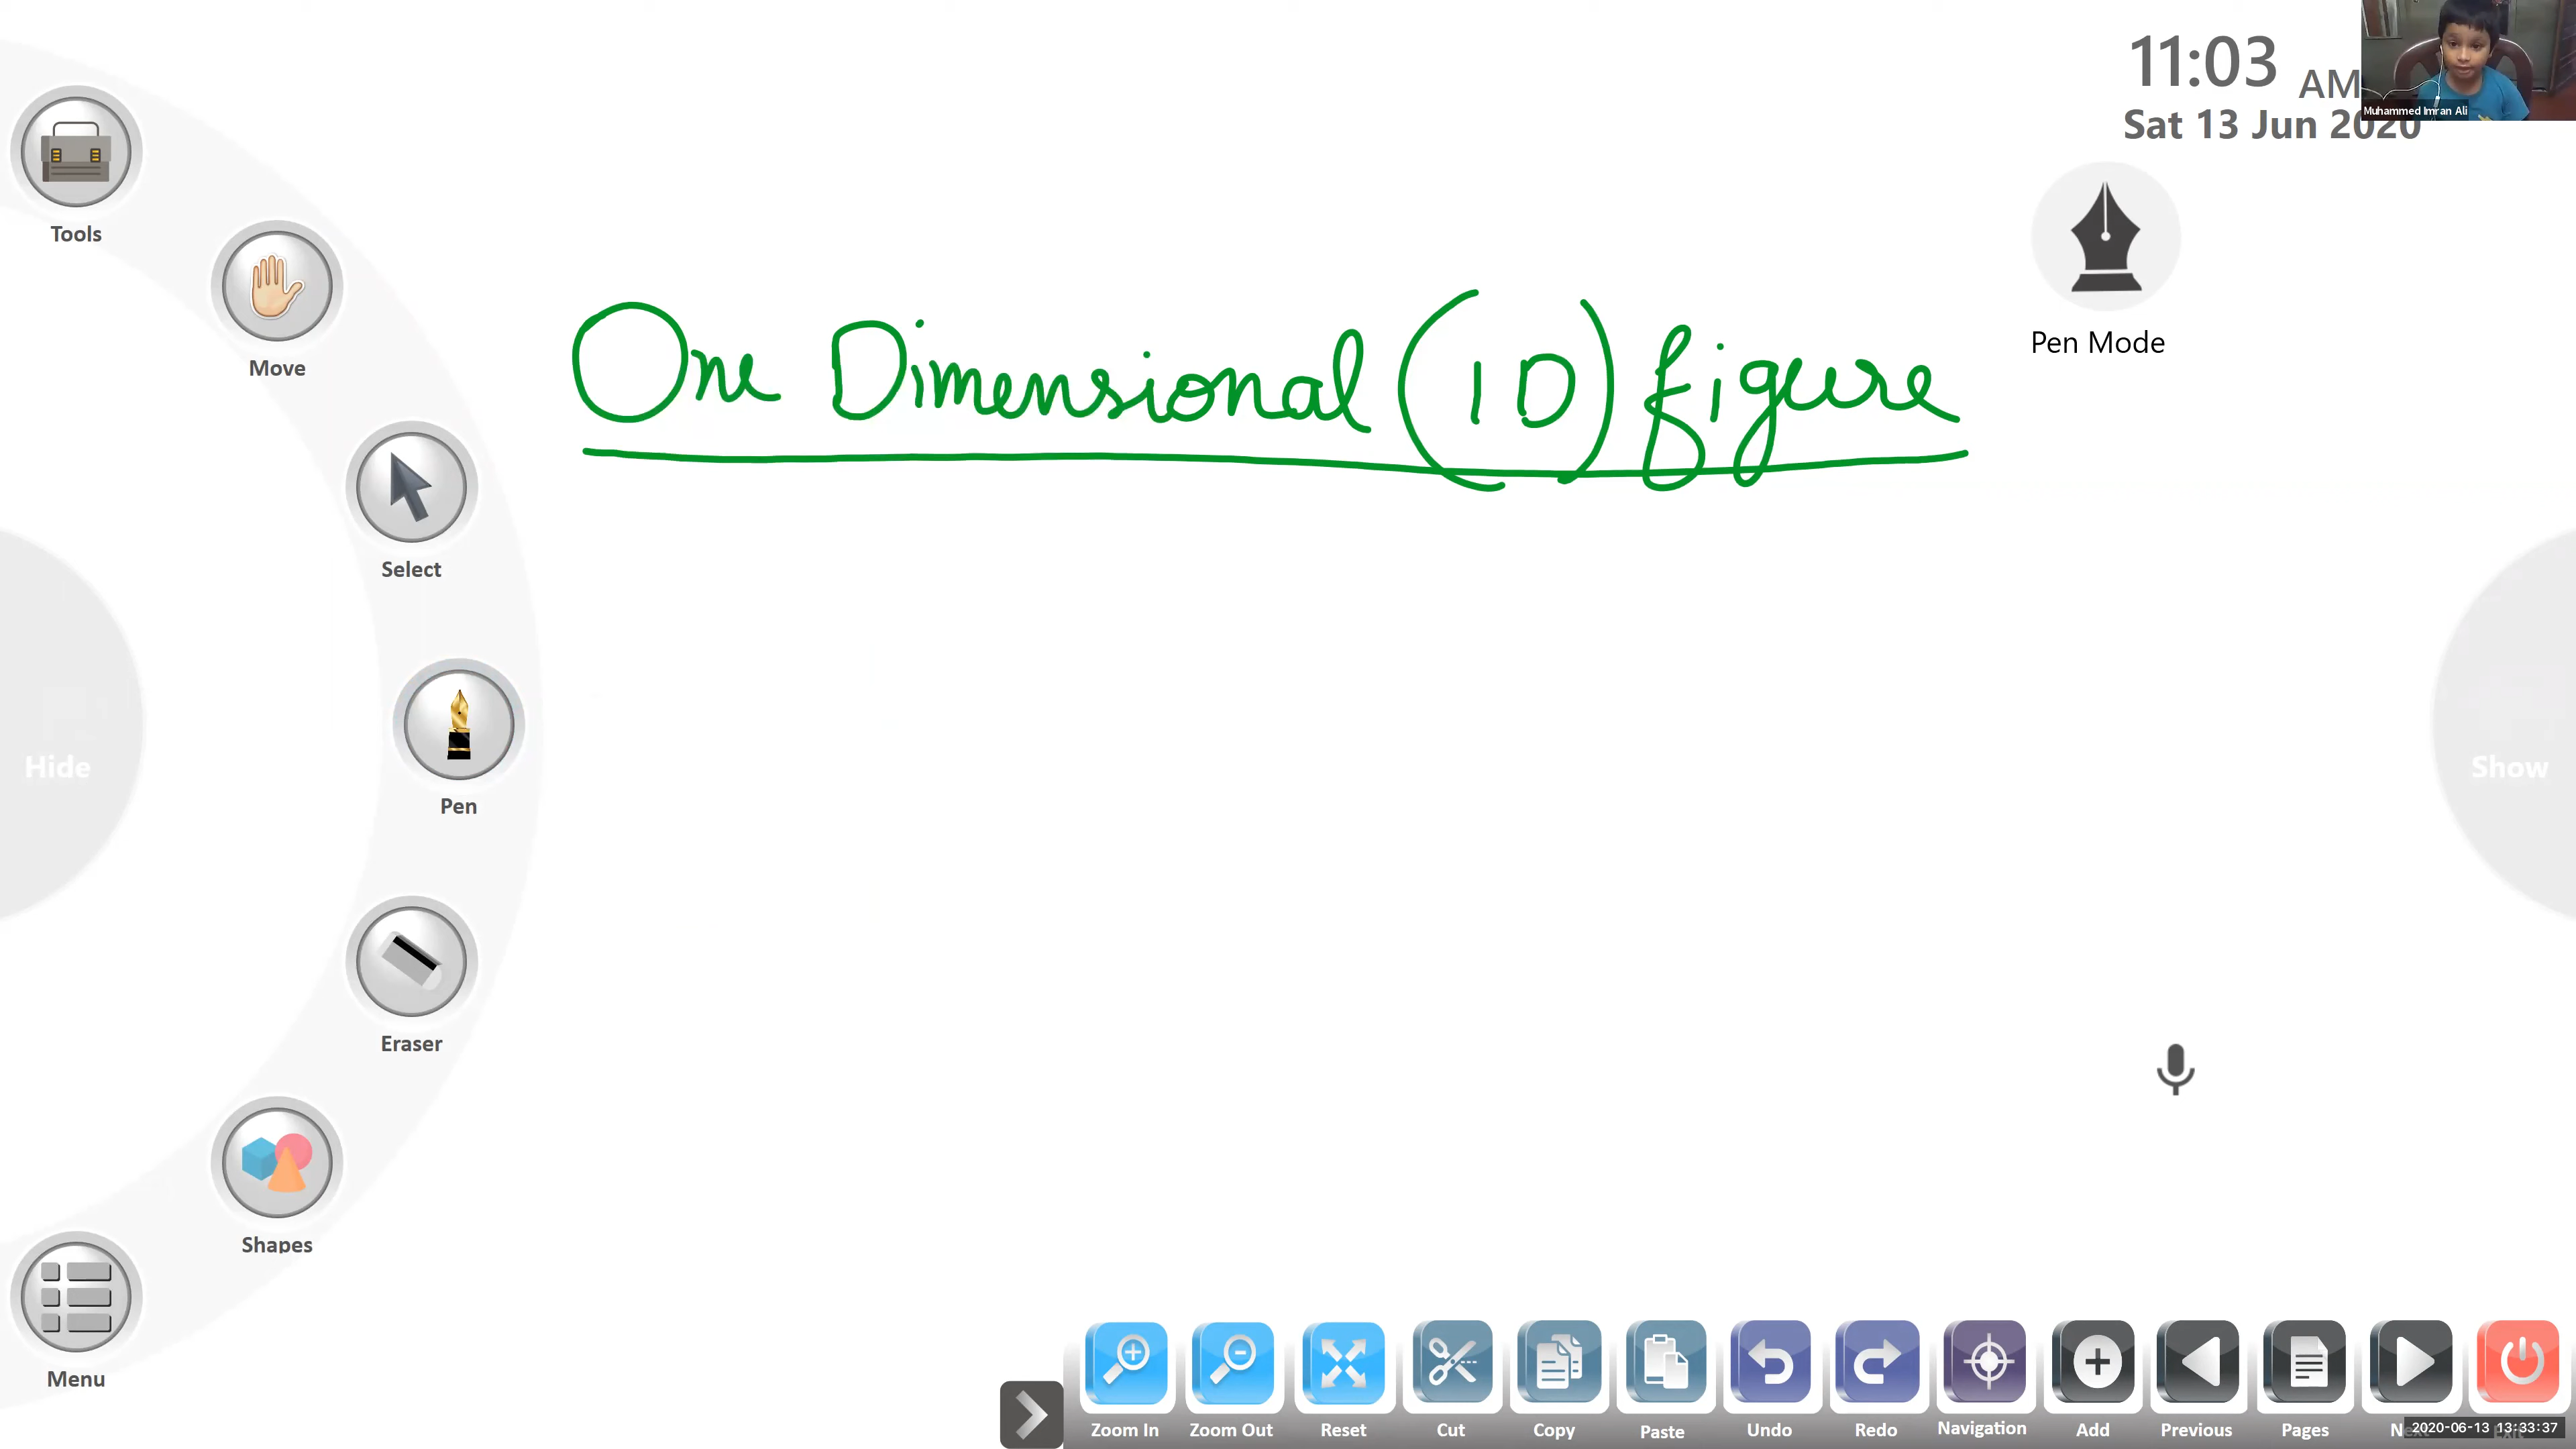 11:03 AM
Sat 13 Jun 2020
Muhammed Imran Ali
Tools
Move
Pen Mode
One Dimensional (1D) figure
Select
Hide
Show
Pen
Eraser
Shapes
Menu
Zoom In Zoom Out Reset Cut Copy Paste Undo Redo Navigation Add Previous Pages
2020-06-13 13:33:37